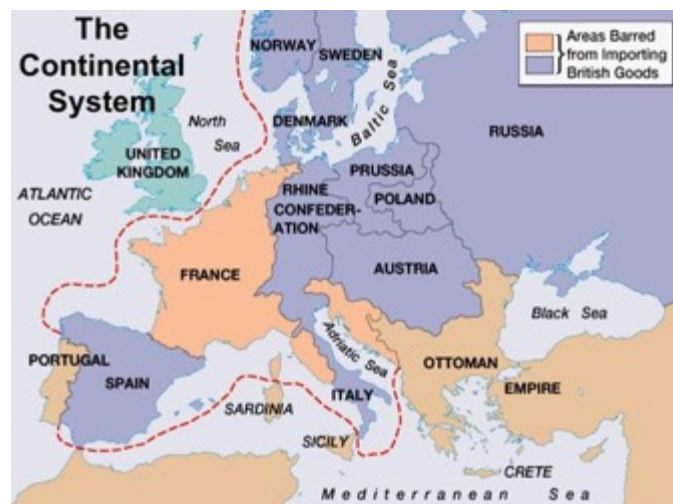 The
Continental
System
NORWAY
SWEDEN
Areas Barred
from Importing
British Goods
North
Sea
DENMARK
Baltic Sea
RUSSIA
UNITED
KINGDOM
ATLANTIC
OCEAN
PRUSSIA
RHINE
CONFEDER-
ATION
POLAND
FRANCE
AUSTRIA
Black Sea
Adriatic Sea
PORTUGAL
SPAIN
OTTOMAN
EMPIRE
ITALY
SARDINIA
SICILY
CRETE
Mediterranean Sea